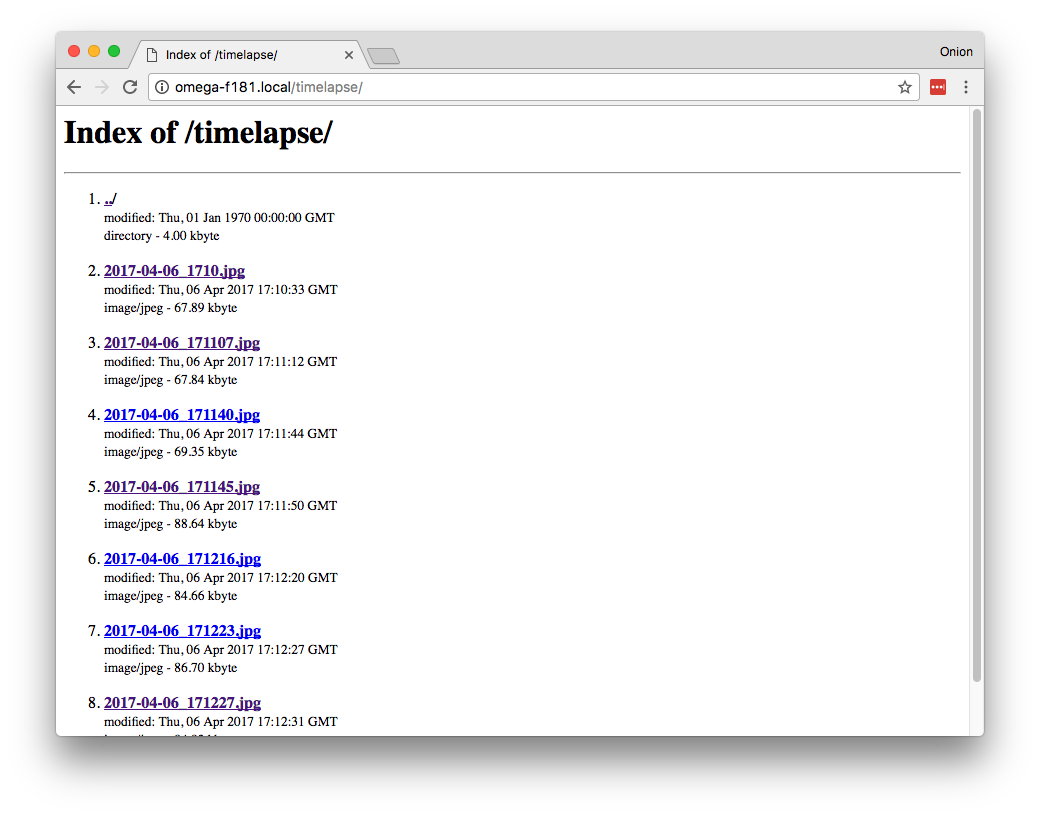 Index of /timelapse/
Onion
omega-f181.local/timelapse/
Index of /timelapse/
1. ../
modified: Thu, 01 Jan 1970 00:00:00 GMT
directory - 4.00 kbyte
2. 2017-04-06_1710.jpg
modified: Thu, 06 Apr 2017 17:10:33 GMT
image/jpeg - 67.89 kbyte
3. 2017-04-06_171107.jpg
modified: Thu, 06 Apr 2017 17:11:12 GMT
image/jpeg - 67.84 kbyte
4. 2017-04-06_171140.jpg
modified: Thu, 06 Apr 2017 17:11:44 GMT
image/jpeg - 69.35 kbyte
5. 2017-04-06_171145.jpg
modified: Thu, 06 Apr 2017 17:11:50 GMT
image/jpeg - 88.64 kbyte
6. 2017-04-06_171216.jpg
modified: Thu, 06 Apr 2017 17:12:20 GMT
image/jpeg - 84.66 kbyte
7. 2017-04-06_171223.jpg
modified: Thu, 06 Apr 2017 17:12:27 GMT
image/jpeg - 86.70 kbyte
8. 2017-04-06_171227.jpg
modified: Thu, 06 Apr 2017 17:12:31 GMT